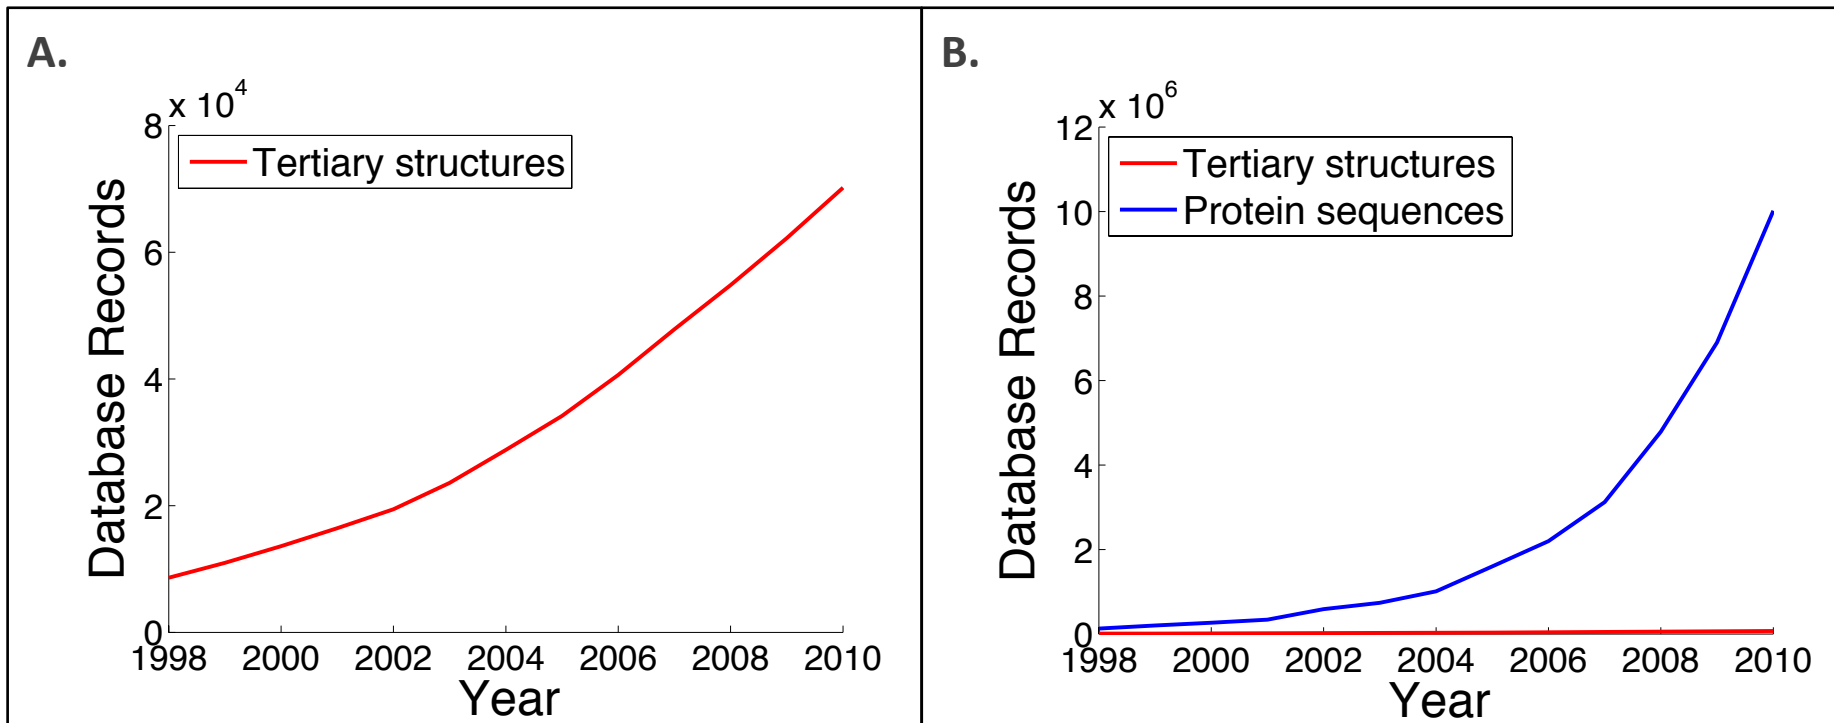 A.
x 10^4
8
Tertiary structures
6
4
2
0
Database Records
1998 2000 2002 2004 2006 2008 2010
Year
B.
x 10^6
12
Tertiary structures
Protein sequences
10
8
6
4
2
0
Database Records
1998 2000 2002 2004 2006 2008 2010
Year